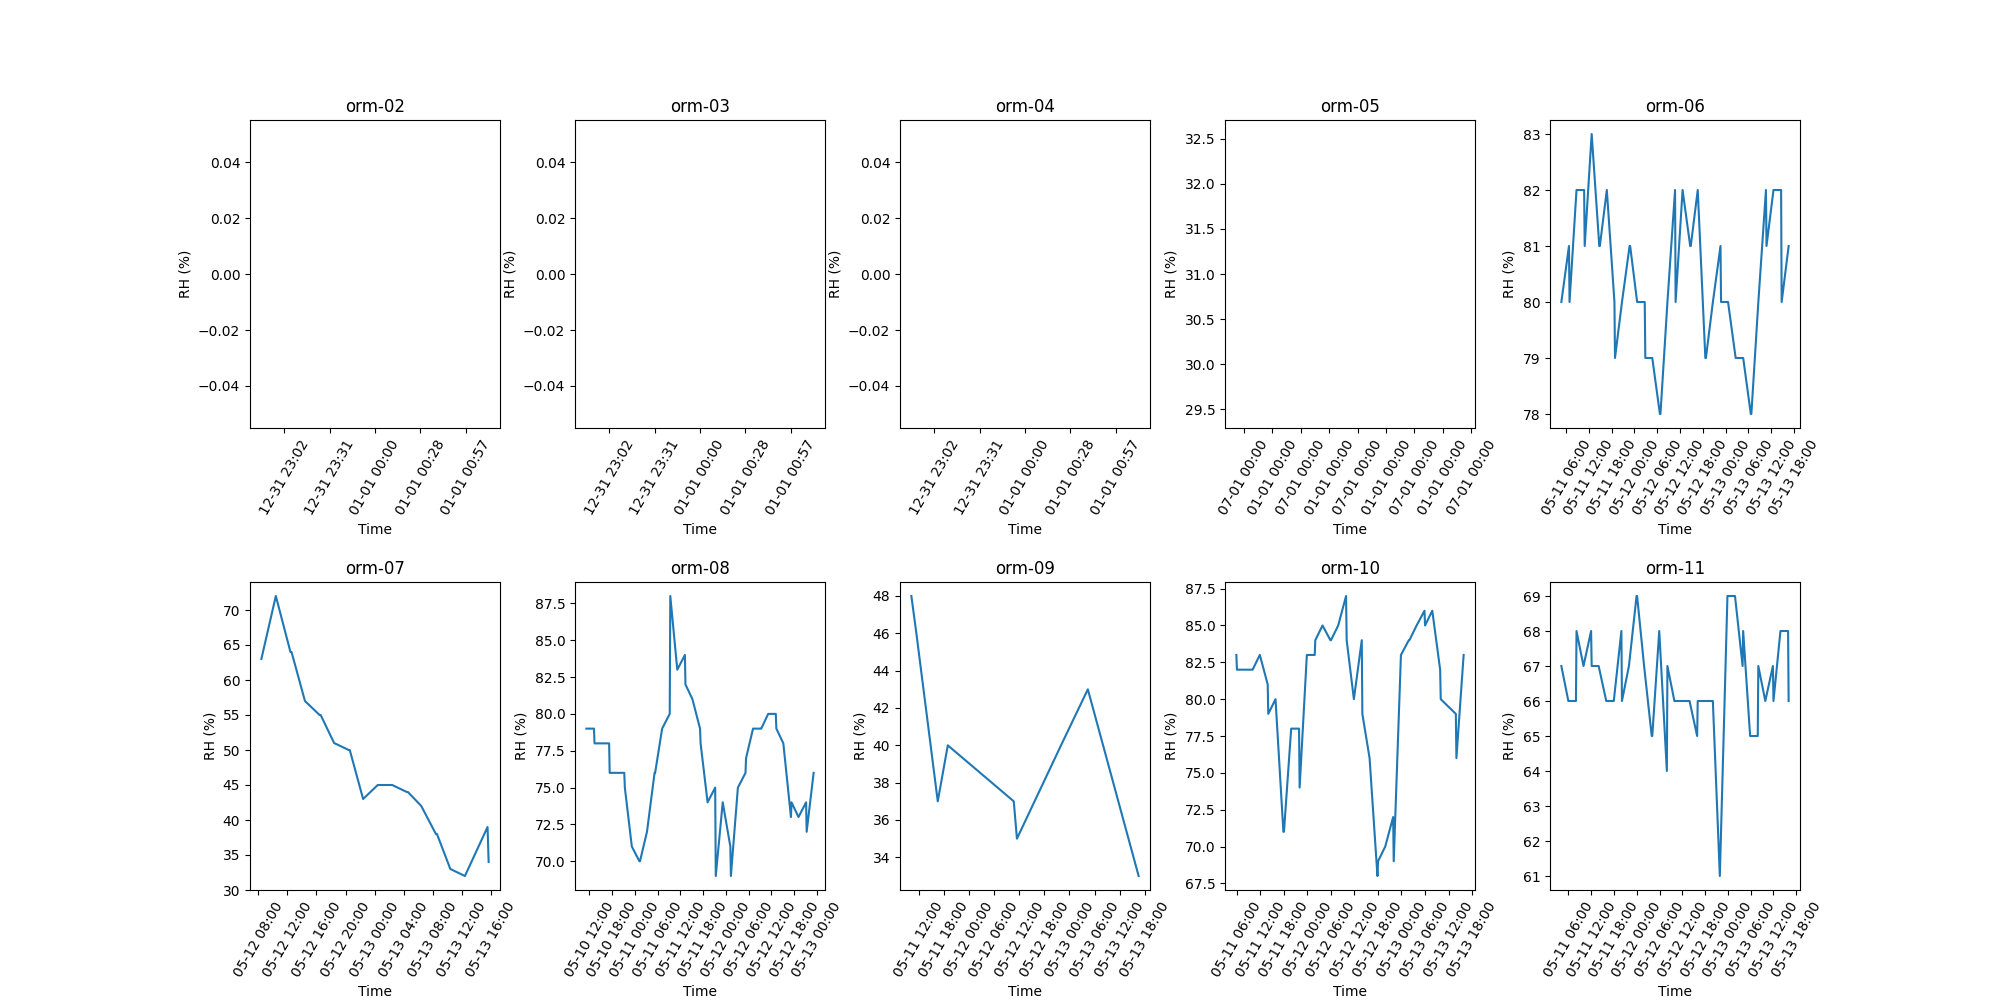 orm-02 orm-03 orm-04 orm-05 orm-06
RH (%) 0.04 0.02 0.00 −0.02 −0.04
12-31 23:02 12-31 23:31 01-01 00:00 01-01 00:28 01-01 00:57
Time
RH (%) 0.04 0.02 0.00 −0.02 −0.04
12-31 23:02 12-31 23:31 01-01 00:00 01-01 00:28 01-01 00:57
Time
RH (%) 0.04 0.02 0.00 −0.02 −0.04
12-31 23:02 12-31 23:31 01-01 00:00 01-01 00:28 01-01 00:57
Time
RH (%) 32.5 32.0 31.5 31.0 30.5 30.0 29.5
07-01 00:00 01-01 00:00 07-01 00:00 01-01 00:00 07-01 00:00 01-01 00:00 07-01 00:00 01-01 00:00 07-01 00:00
Time
RH (%) 83 82 81 80 79 78
05-11 06:00 05-11 12:00 05-11 18:00 05-12 00:00 05-12 06:00 05-12 12:00 05-12 18:00 05-13 00:00 05-13 06:00 05-13 12:00 05-13 18:00
Time
orm-07 orm-08 orm-09 orm-10 orm-11
RH (%) 70 65 60 55 50 45 40 35 30
05-12 08:00 05-12 12:00 05-12 16:00 05-12 20:00 05-13 00:00 05-13 04:00 05-13 08:00 05-13 12:00 05-13 16:00
Time
RH (%) 87.5 85.0 82.5 80.0 77.5 75.0 72.5 70.0
05-10 12:00 05-10 18:00 05-11 00:00 05-11 06:00 05-11 12:00 05-11 18:00 05-12 00:00 05-12 06:00 05-12 12:00 05-12 18:00 05-13 00:00
Time
RH (%) 48 46 44 42 40 38 36 34
05-11 12:00 05-11 18:00 05-12 00:00 05-12 06:00 05-12 12:00 05-12 18:00 05-13 00:00 05-13 06:00 05-13 12:00 05-13 18:00
Time
RH (%) 87.5 85.0 82.5 80.0 77.5 75.0 72.5 70.0 67.5
05-11 06:00 05-11 12:00 05-11 18:00 05-12 00:00 05-12 06:00 05-12 12:00 05-12 18:00 05-13 00:00 05-13 06:00 05-13 12:00 05-13 18:00
Time
RH (%) 69 68 67 66 65 64 63 62 61
05-11 06:00 05-11 12:00 05-11 18:00 05-12 00:00 05-12 06:00 05-12 12:00 05-12 18:00 05-13 00:00 05-13 06:00 05-13 12:00 05-13 18:00
Time